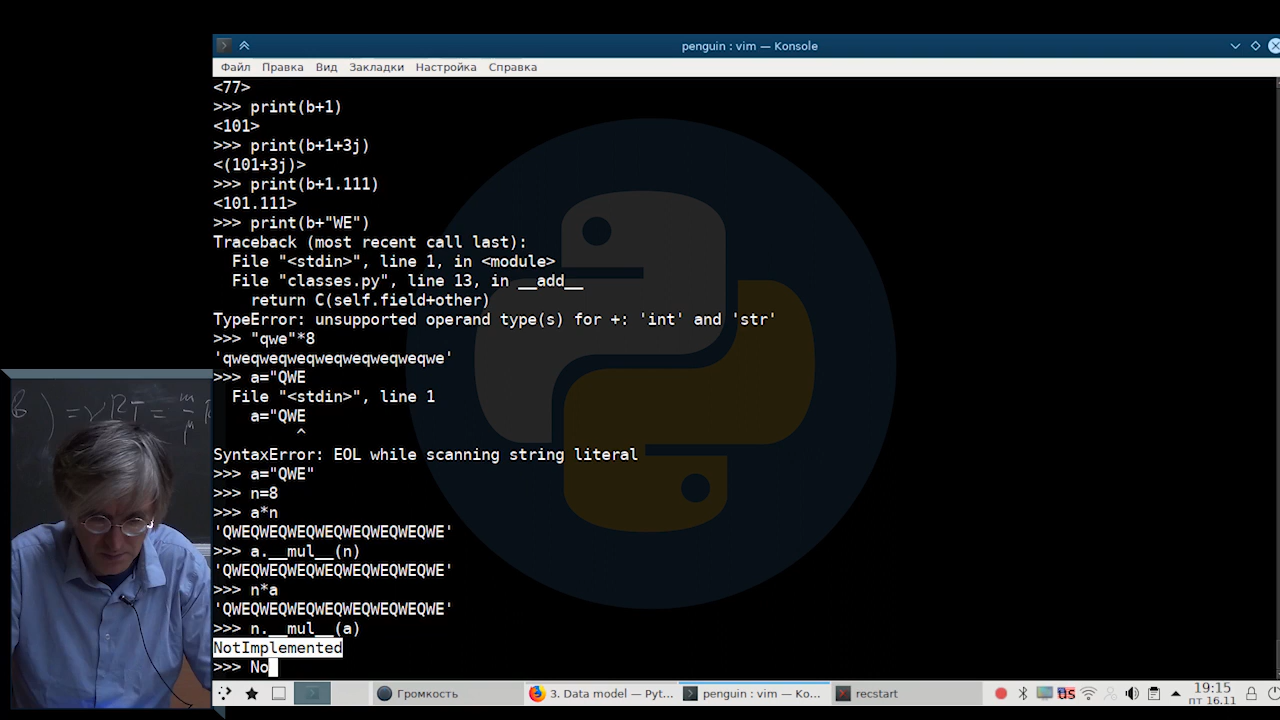 penguin : vim — Konsole
Файл Правка Вид Закладки Настройка Справка
<77>
>>> print(b+1)
<101>
>>> print(b+1+3j)
<(101+3j)>
>>> print(b+1.111)
<101.111>
>>> print(b+"WE")
Traceback (most recent call last):
  File "<stdin>", line 1, in <module>
  File "classes.py", line 13, in __add__
    return C(self.field+other)
TypeError: unsupported operand type(s) for +: 'int' and 'str'
>>> "qwe"*8
'qweqweqweqweqweqweqweqwe'
>>> a="QWE
  File "<stdin>", line 1
    a="QWE
         ^
SyntaxError: EOL while scanning string literal
>>> a="QWE"
>>> n=8
>>> a*n
'QWEQWEQWEQWEQWEQWEQWEQWE'
>>> a.__mul__(n)
'QWEQWEQWEQWEQWEQWEQWEQWE'
>>> n*a
'QWEQWEQWEQWEQWEQWEQWEQWE'
>>> n.__mul__(a)
NotImplemented
>>> No
) = νRT = m
μ
Громкость
3. Data model — Pyt...
penguin : vim — Ko...
recstart
us
19:15
пт 16.11